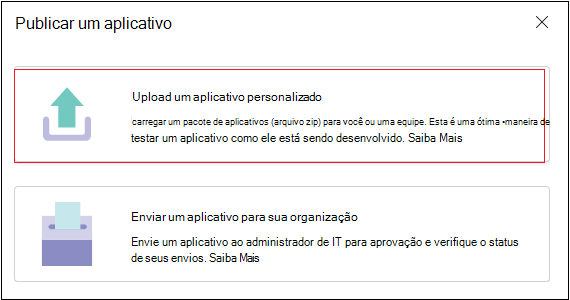 Publicar um aplicativo
Upload um aplicativo personalizado
carregar um pacote de aplicativos (arquivo zip) para você ou uma equipe. Esta é uma ótima •maneira de
testar um aplicativo como ele está sendo desenvolvido. Saiba Mais
Enviar um aplicativo para sua organização
Envie um aplicativo ao administrador de IT para aprovação e verifique o status
de seus envios. Saiba Mais